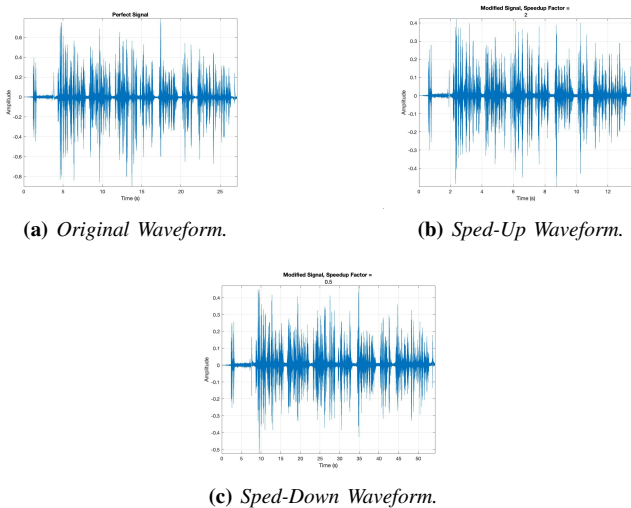 Perfect Signal
0.6
0.4
0.2
0
-0.2
-0.4
-0.6
-0.8
Amplitude
0 5 10 15 20 25
Time (s)
(a) Original Waveform.
Modified Signal, Speedup Factor =
2
0.4
0.3
0.2
0.1
0
-0.1
-0.2
-0.3
-0.4
Amplitude
0 2 4 6 8 10 12
Time (s)
(b) Sped-Up Waveform.
Modified Signal, Speedup Factor =
0.5
0.4
0.3
0.2
0.1
0
-0.1
-0.2
-0.3
-0.4
-0.5
Amplitude
0 5 10 15 20 25 30 35 40 45 50
Time (s)
(c) Sped-Down Waveform.